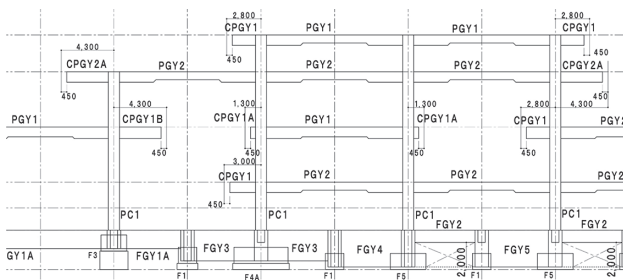 2,800 2,800
CPGY1 PGY1 PGY1 CPGY1
450 450
4,300
CPGY2A PGY2 PGY2 PGY2 CPGY2A
450 4,300 1,300 1,300 2,800 4,300 450
PGY1 CPGY1B CPGY1A PGY1 CPGY1A CPGY1 PGY2
450 450 450 450
3,000
CPGY1 PGY2 PGY2 PGY2
450
PC1 PC1 PC1
FGY2 FGY2
GY1A F3 FGY1A FGY3 FGY3 FGY4 2,000 FGY5 2,000
F1 F4A F1 F5 F1 F5